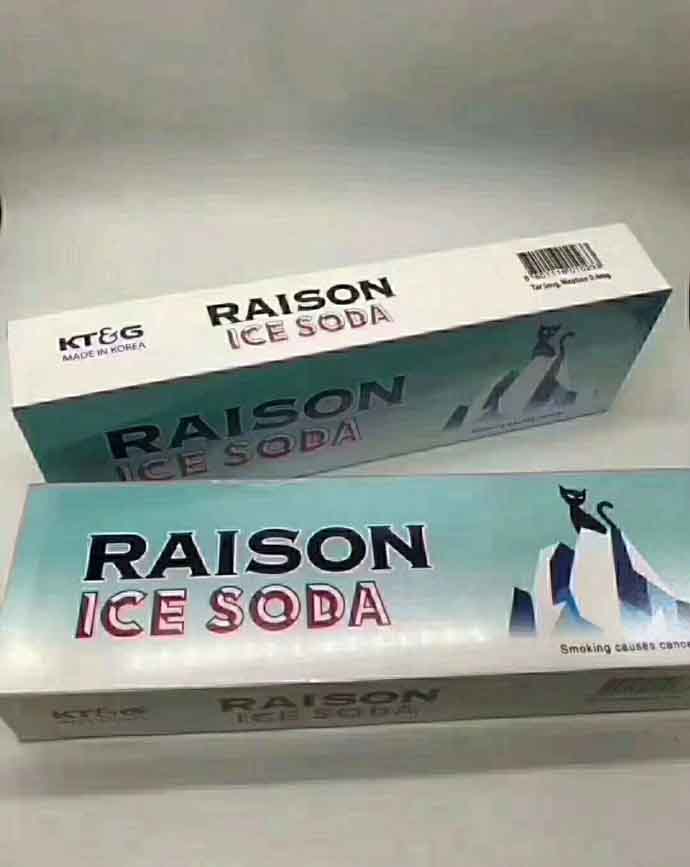 KT&G
MADE IN KOREA
RAISON
ICE SODA
RAISON
ICE SODA
RAISON
ICE SODA
Smoking causes cance
KT&G
RAISON
ICE SODA